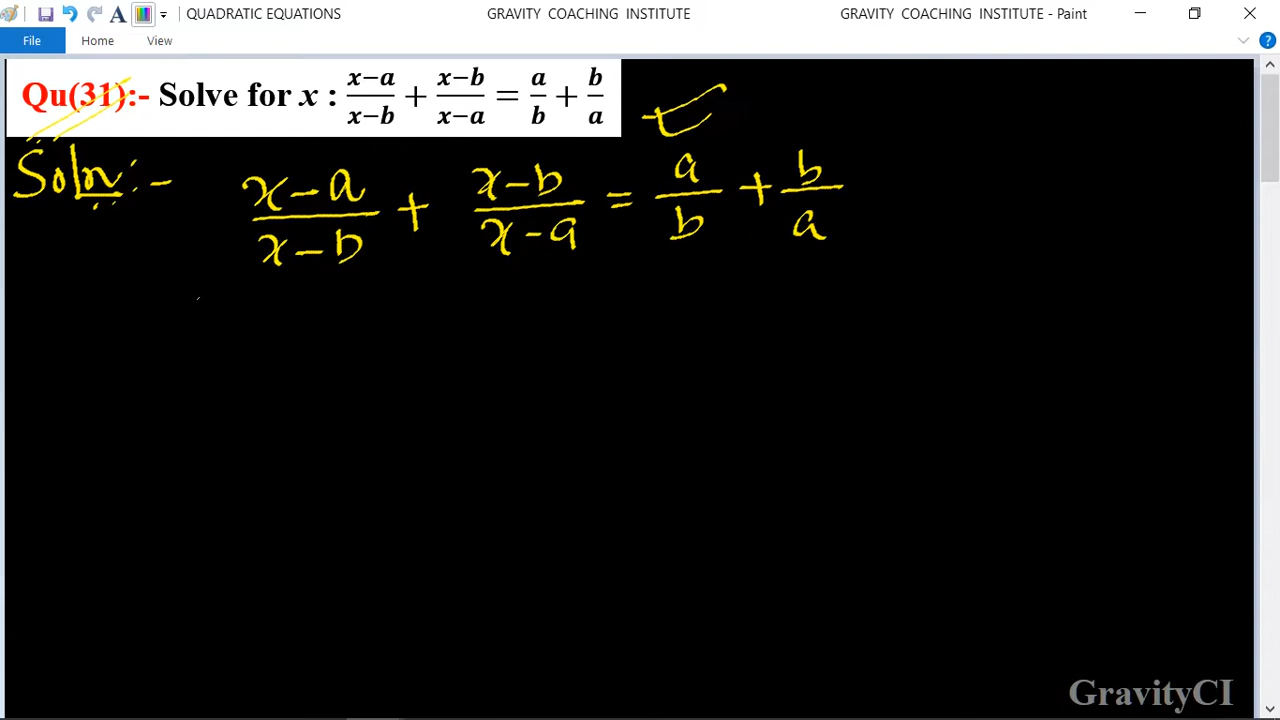 QUADRATIC EQUATIONS GRAVITY COACHING INSTITUTE GRAVITY COACHING INSTITUTE - Paint
File Home View
Qu(31):- Solve for x : (x−a)/(x−b) + (x−b)/(x−a) = a/b + b/a
Soln:- (x-a)/(x-b) + (x-b)/(x-a) = a/b + b/a
GravityCI